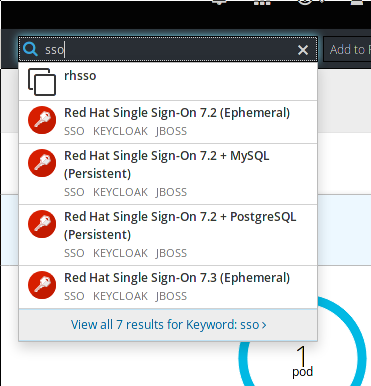 sso
Add to
rhsso
Red Hat Single Sign-On 7.2 (Ephemeral)
SSO KEYCLOAK JBOSS
Red Hat Single Sign-On 7.2 + MySQL
(Persistent)
SSO KEYCLOAK JBOSS
Red Hat Single Sign-On 7.2 + PostgreSQL
(Persistent)
SSO KEYCLOAK JBOSS
Red Hat Single Sign-On 7.3 (Ephemeral)
SSO KEYCLOAK JBOSS
View all 7 results for Keyword: sso ›
1
pod